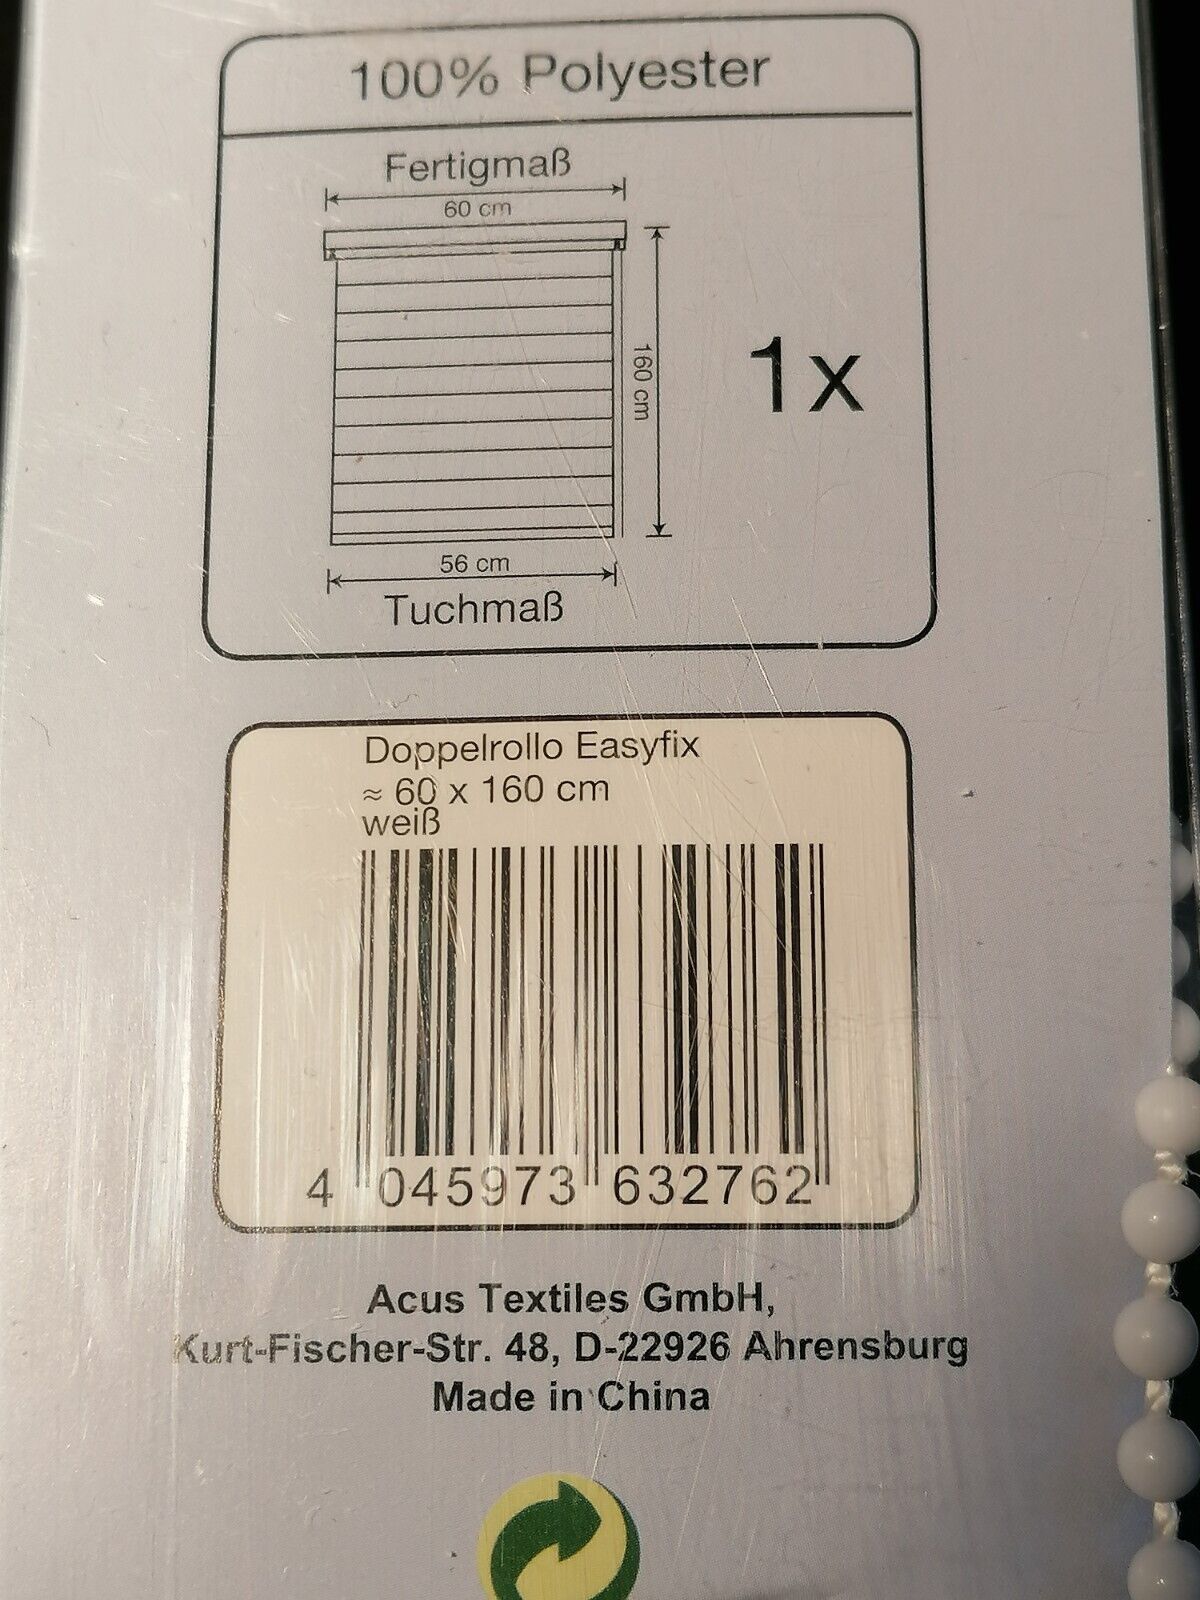 100% Polyester
Fertigmaß
60 cm
160 cm
1x
56 cm
Tuchmaß
Doppelrollo Easyfix
≈ 60 x 160 cm
weiß
4 045973 632762
Acus Textiles GmbH,
Kurt-Fischer-Str. 48, D-22926 Ahrensburg
Made in China